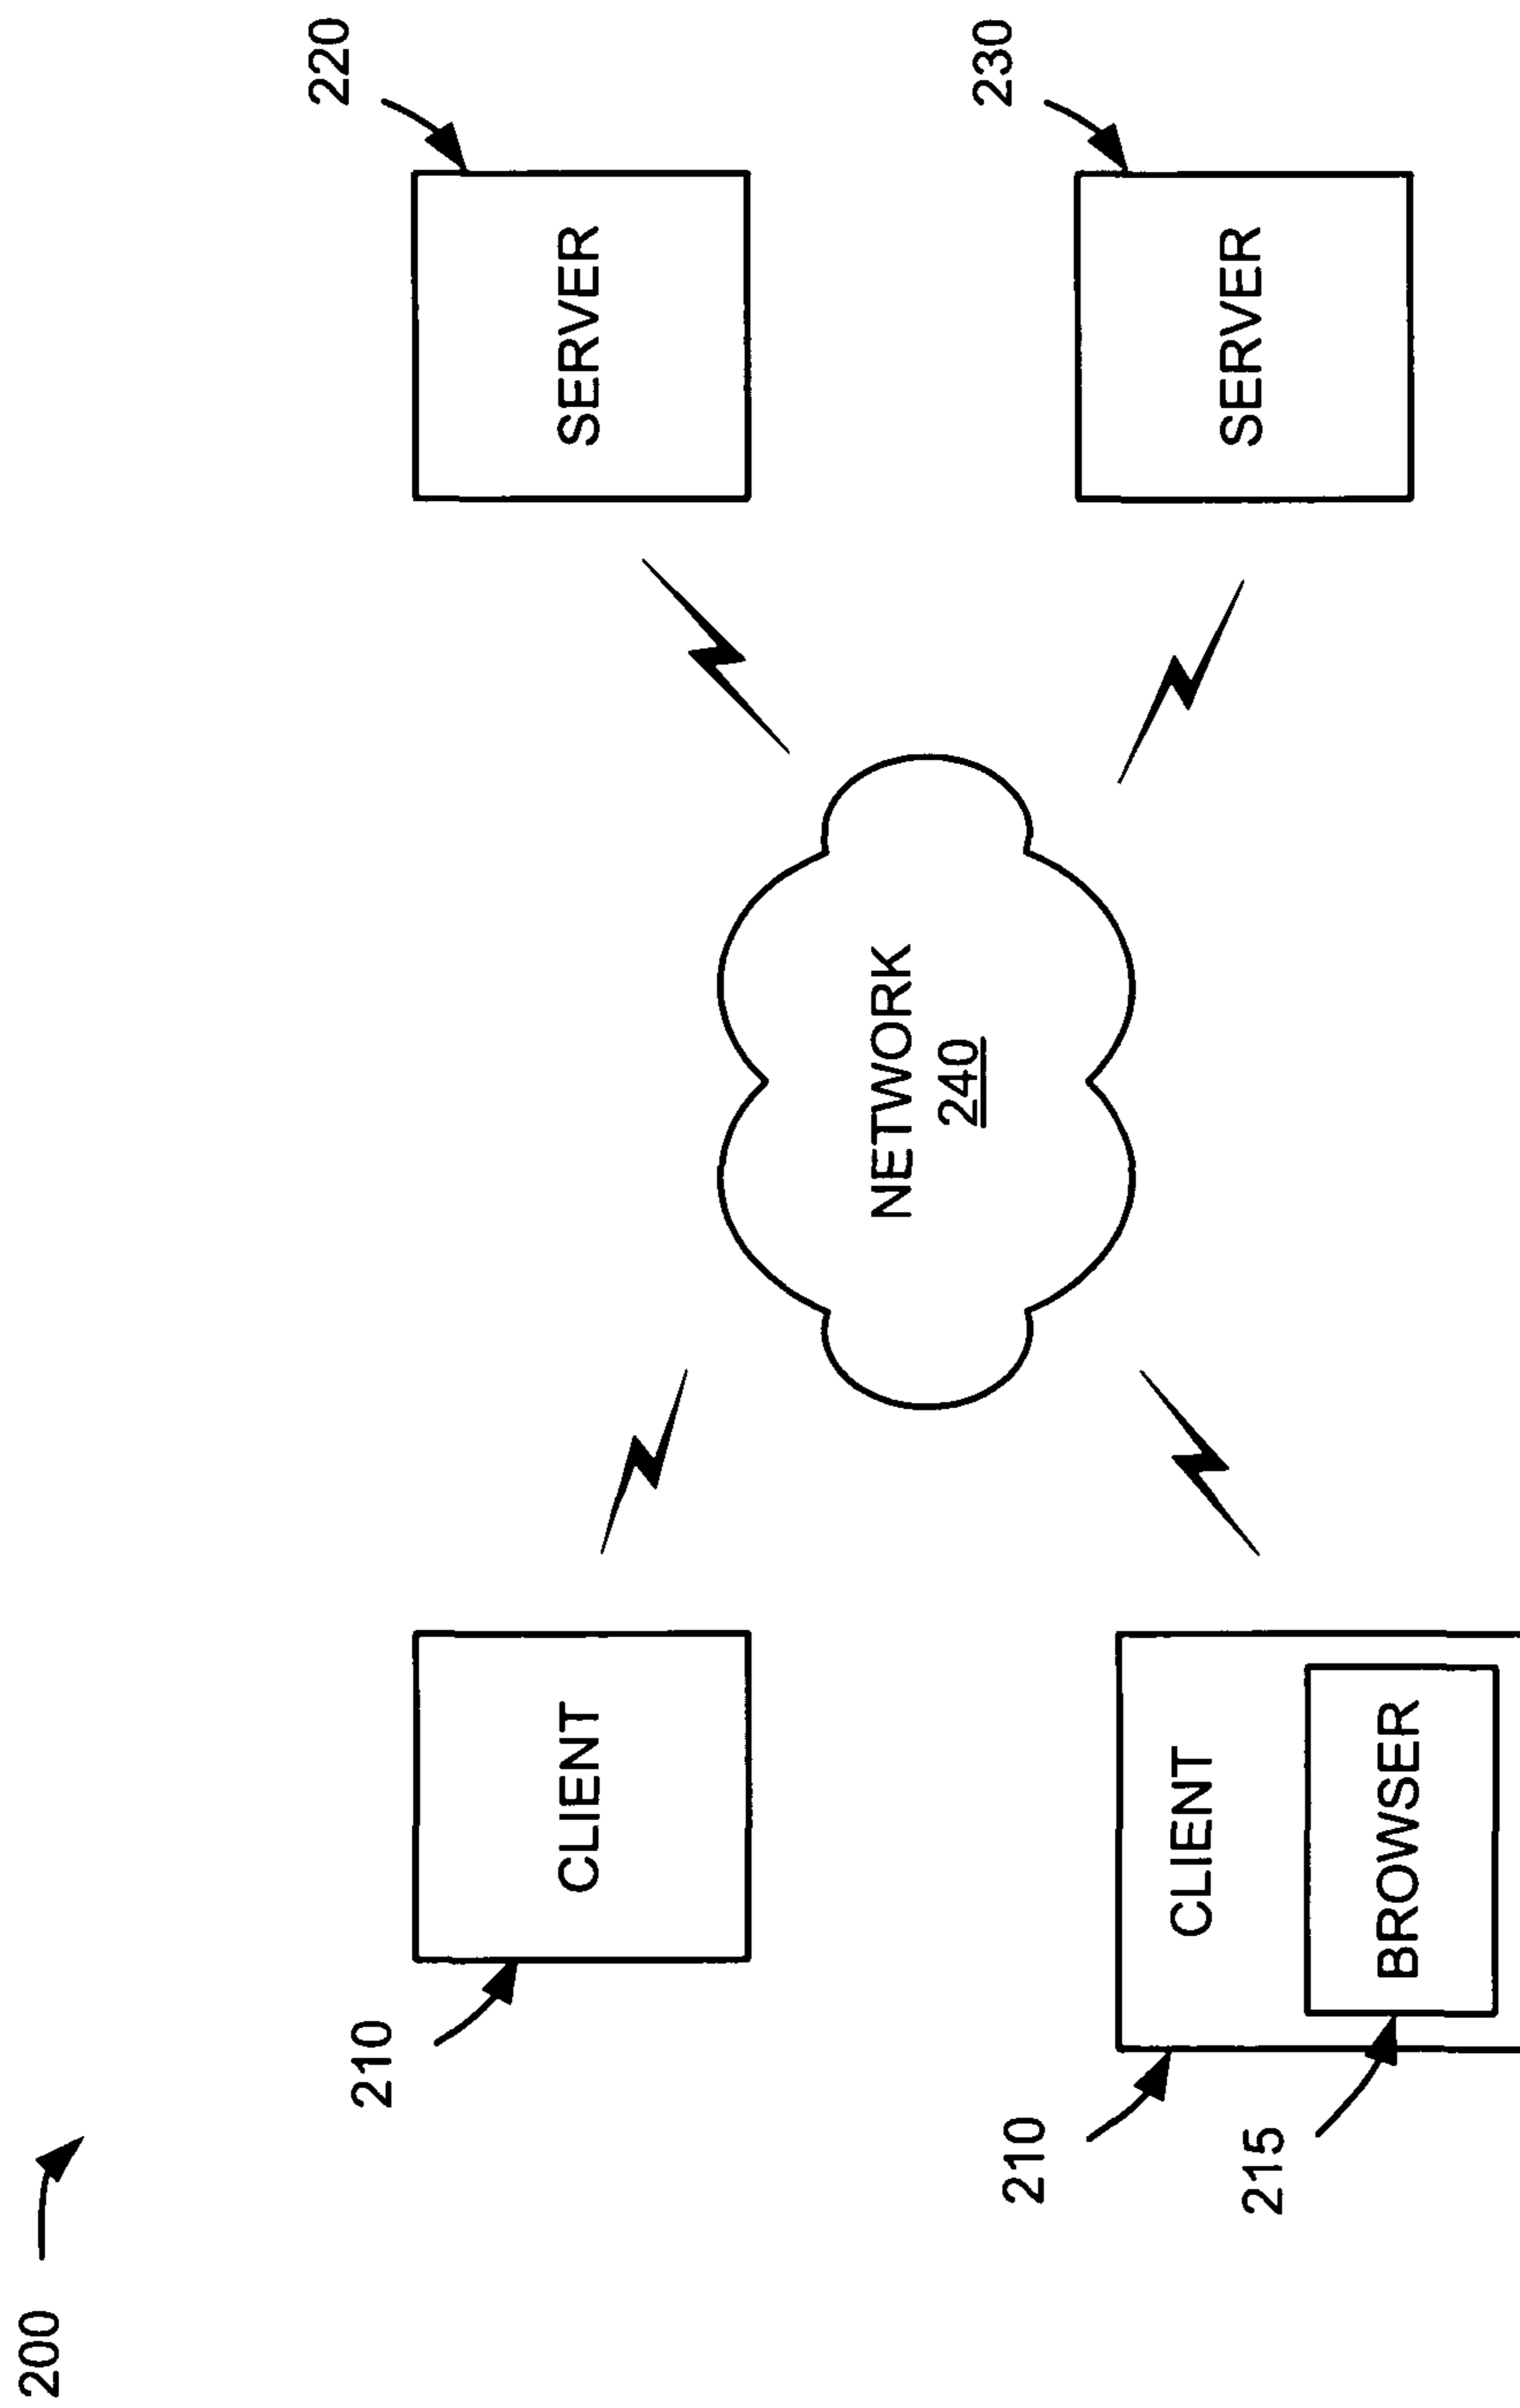 200
210
CLIENT
220
SERVER
NETWORK
240
210
CLIENT
215
BROWSER
230
SERVER